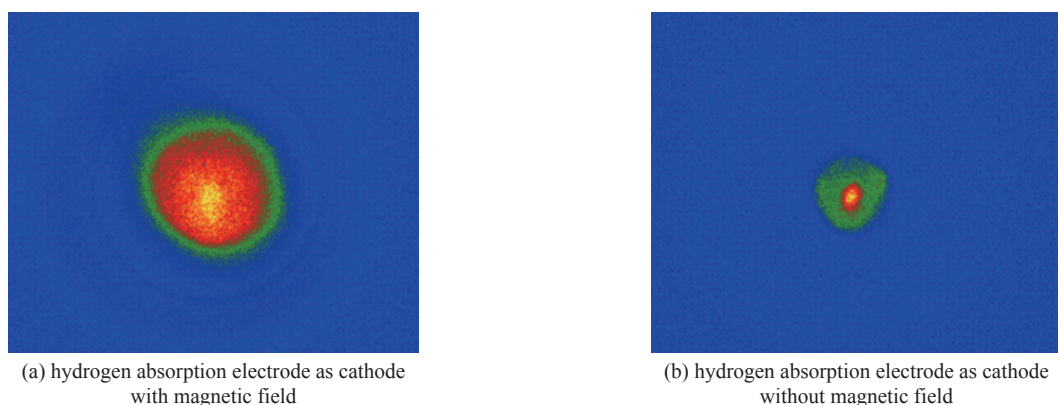 (a) hydrogen absorption electrode as cathode
with magnetic field
(b) hydrogen absorption electrode as cathode
without magnetic field